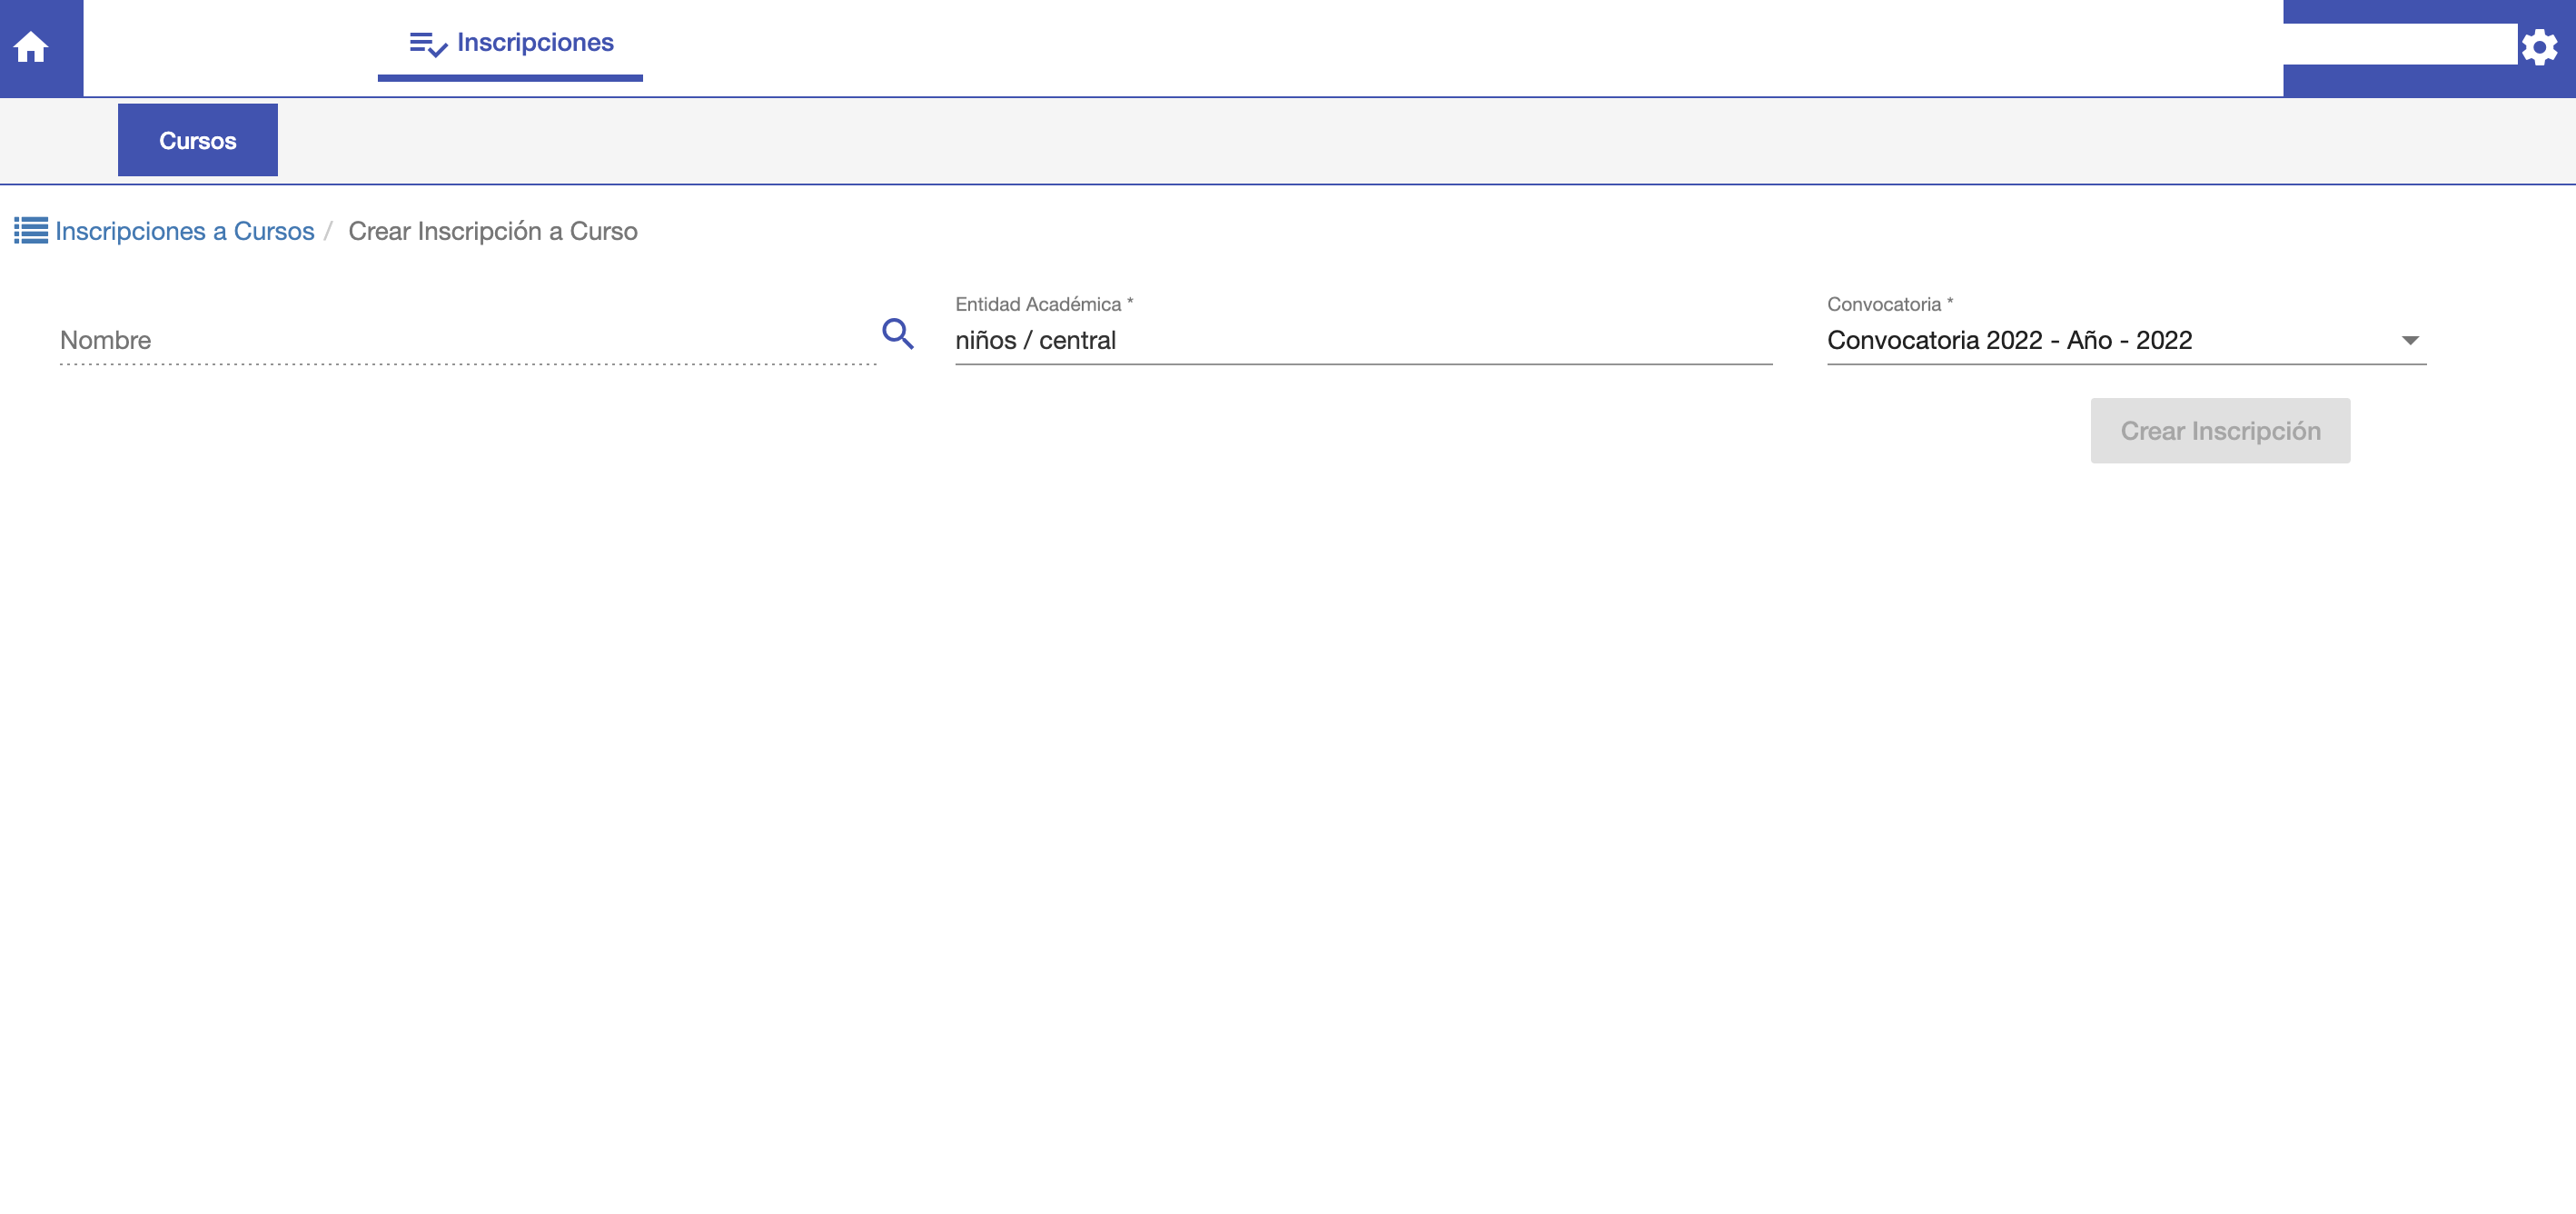 Inscripciones
Cursos
Inscripciones a Cursos / Crear Inscripción a Curso
Nombre
Entidad Académica *
niños / central
Convocatoria *
Convocatoria 2022 - Año - 2022
Crear Inscripción